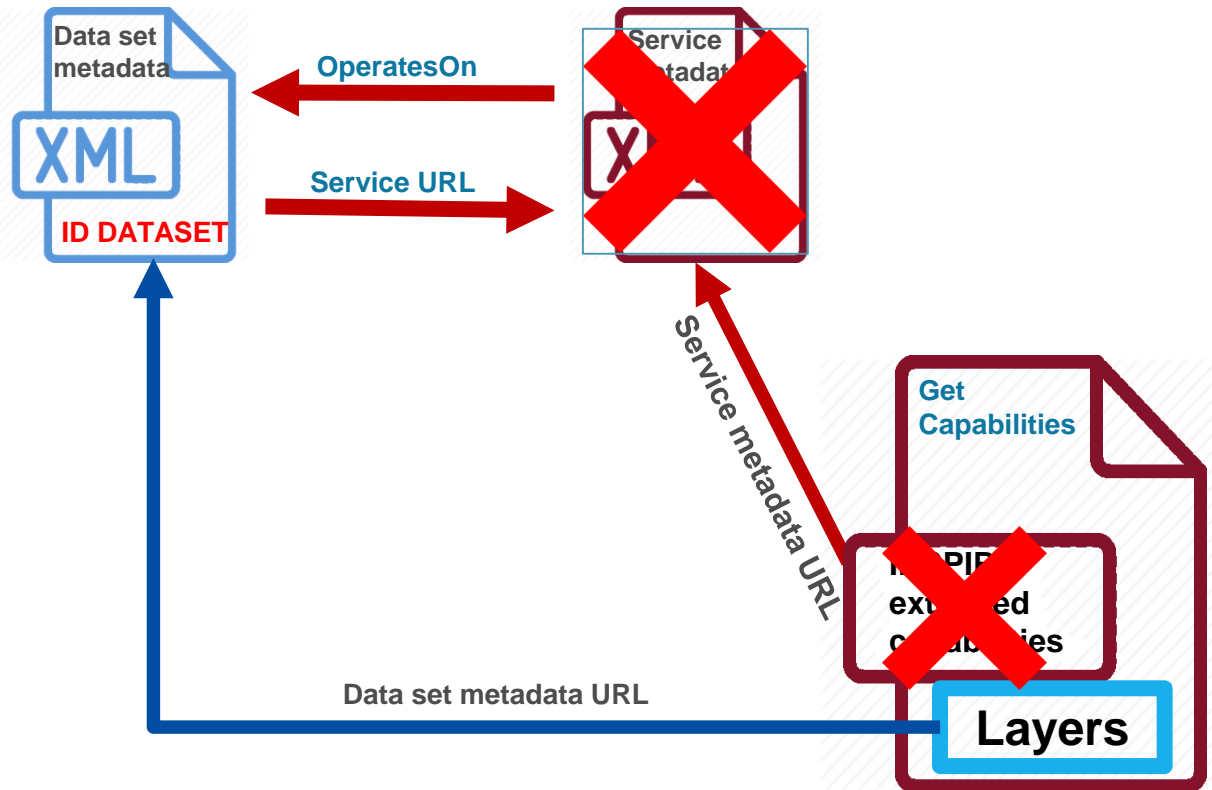 Data set
metadata
XML
ID DATASET
OperatesOn
Service URL
Service
X
Service metadata URL
Get
Capabilities
Layers
Data set metadata URL